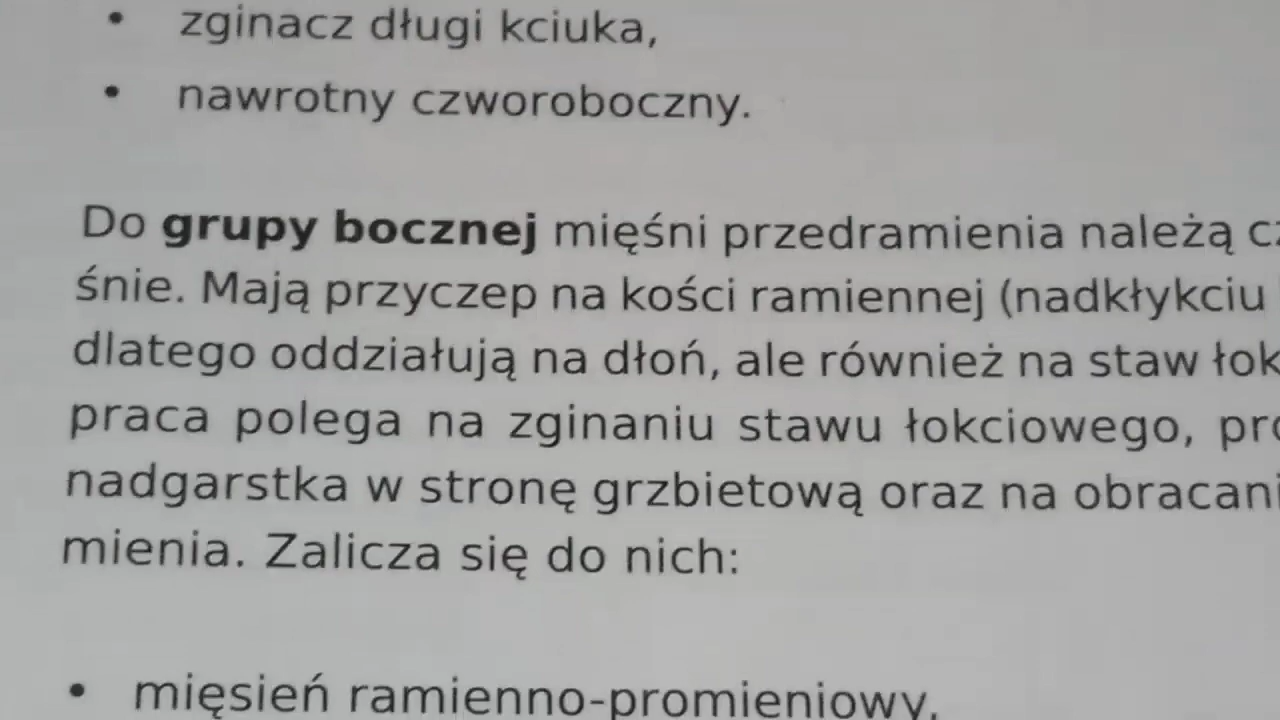 • zginacz długi kciuka,
• nawrotny czworoboczny.
Do grupy bocznej mięśni przedramienia należą
śnie. Mają przyczep na kości ramiennej (nadkłykciu
dlatego oddziałują na dłoń, ale również na staw
praca polega na zginaniu stawu łokciowego,
nadgarstka w stronę grzbietową oraz na
mienia. Zalicza się do nich:
• mięsień ramienno-promieniowy,